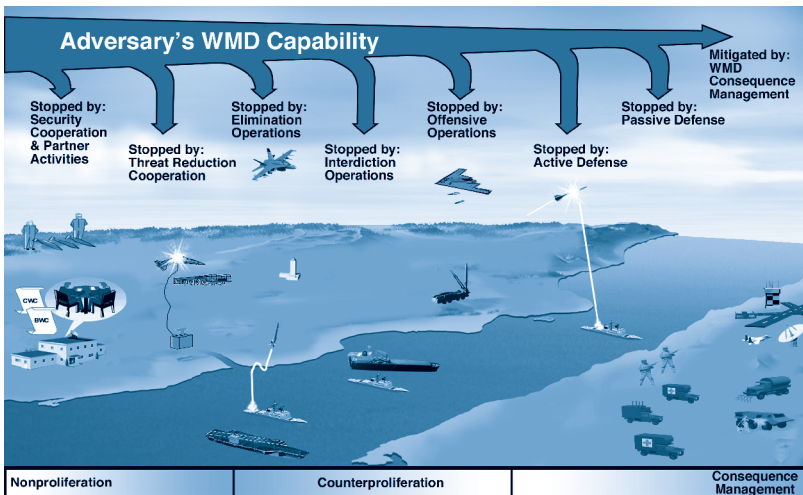 Adversary's WMD Capability
Mitigated by:
WMD
Consequence
Management
Stopped by:
Security
Cooperation
& Partner
Activities
Stopped by:
Threat Reduction
Cooperation
Stopped by:
Elimination
Operations
Stopped by:
Interdiction
Operations
Stopped by:
Offensive
Operations
Stopped by:
Active Defense
Stopped by:
Passive Defense
CWC
BWC
Nonproliferation
Counterproliferation
Consequence
Management